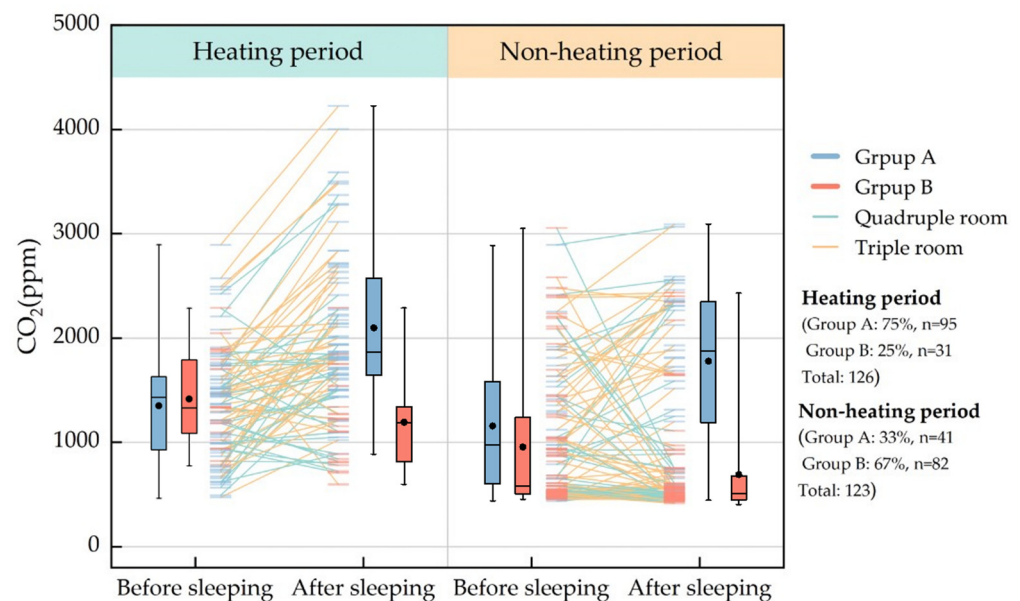 5000
Heating period
Non-heating period
4000
3000
2000
1000
0
CO₂(ppm)
Before sleeping
After sleeping
Before sleeping
After sleeping
Grpup A
Grpup B
Quadruple room
Triple room
Heating period
(Group A: 75%, n=95
Group B: 25%, n=31
Total: 126)
Non-heating period
(Group A: 33%, n=41
Group B: 67%, n=82
Total: 123)